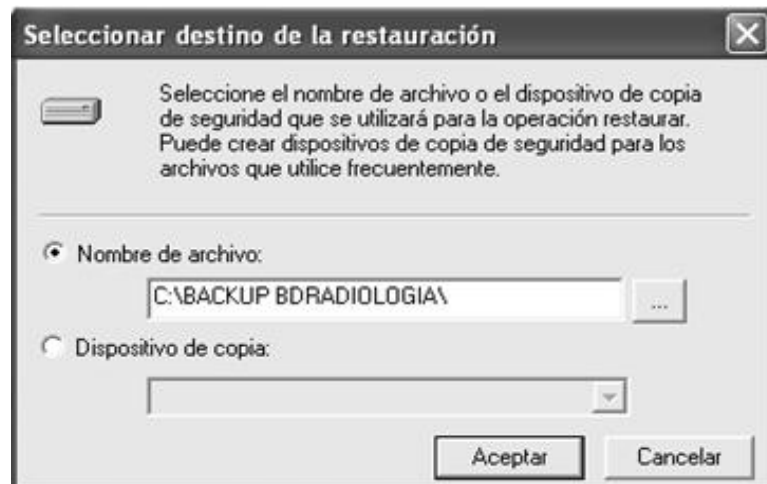 Seleccionar destino de la restauración
Seleccione el nombre de archivo o el dispositivo de copia
de seguridad que se utilizará para la operación restaurar.
Puede crear dispositivos de copia de seguridad para los
archivos que utilice frecuentemente.
Nombre de archivo:
C:\BACKUP BDRADIOLOGIA\
...
Dispositivo de copia:
Aceptar
Cancelar